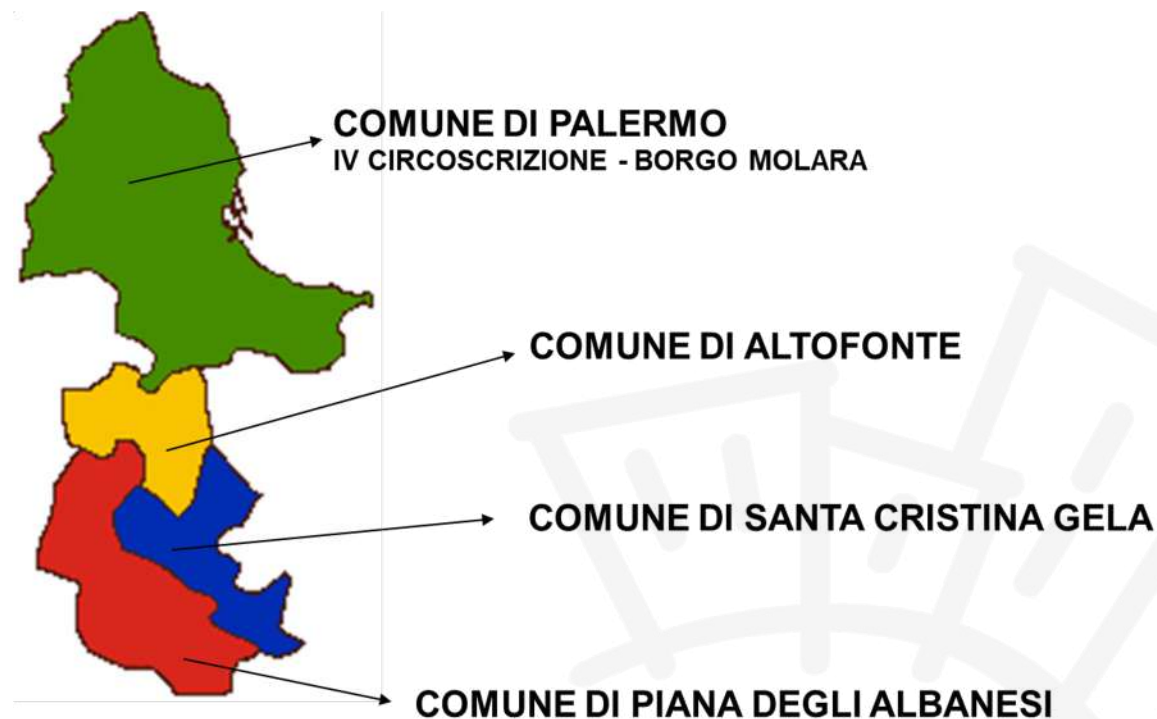 COMUNE DI PALERMO
IV CIRCOSCRIZIONE - BORGO MOLARA
COMUNE DI ALTOFONTE
COMUNE DI SANTA CRISTINA GELA
COMUNE DI PIANA DEGLI ALBANESI